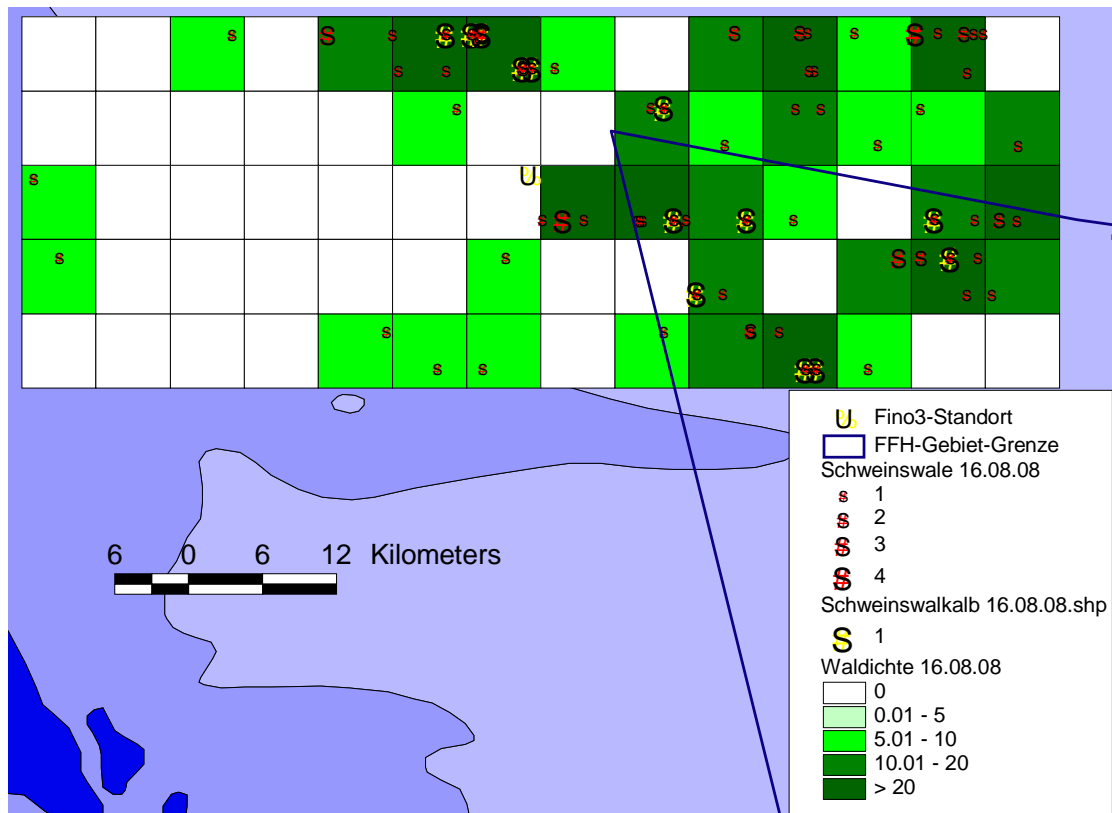 6 0 6 12 Kilometers
U Fino3-Standort
FFH-Gebiet-Grenze
Schweinswale 16.08.08
S 1
S 2
S 3
S 4
Schweinswalkalb 16.08.08.shp
S 1
Waldichte 16.08.08
0
0.01 - 5
5.01 - 10
10.01 - 20
> 20